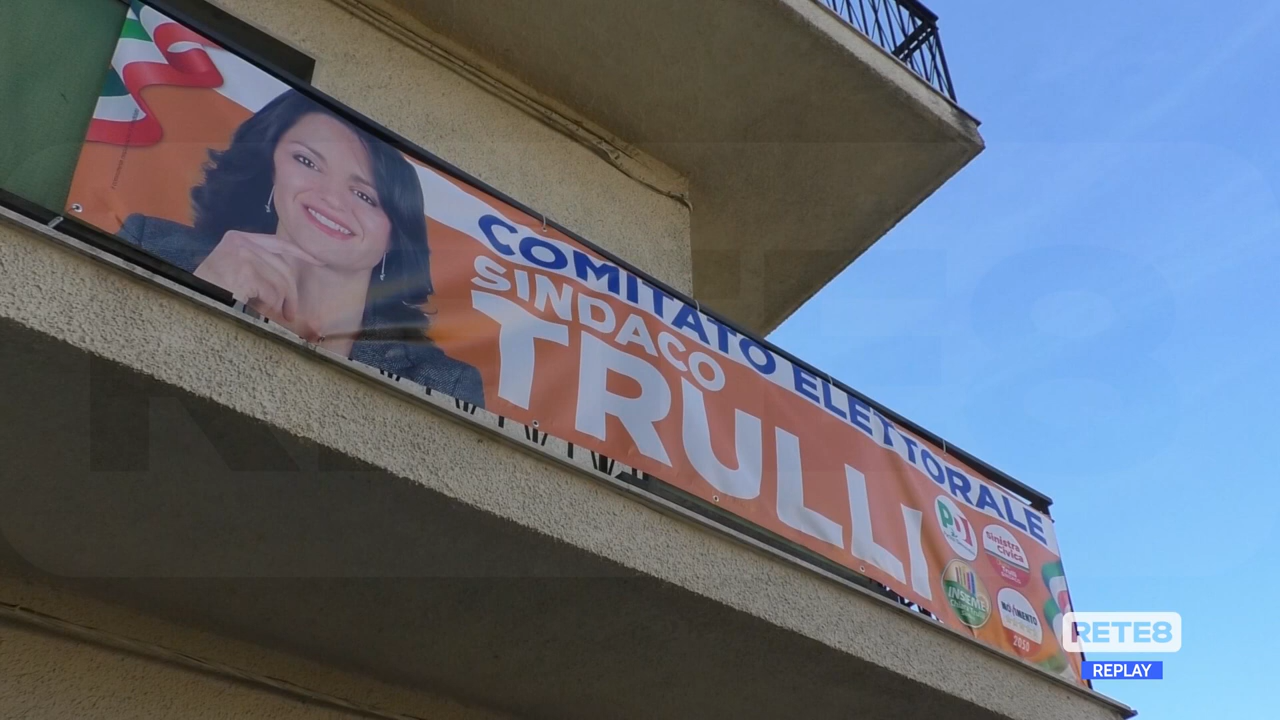 COMITATO ELETTORALE
SINDACO
TRULLI
PD
Sinistra
Civica
INSIEME
MOVIMENTO
2050
RETE8
REPLAY